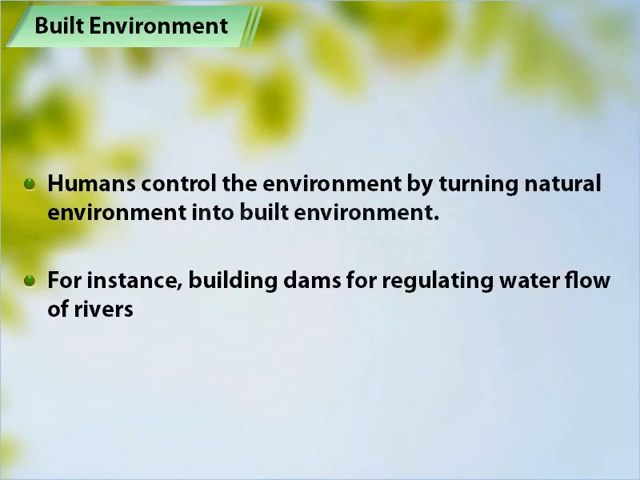 Built Environment
Humans control the environment by turning natural
environment into built environment.
For instance, building dams for regulating water flow
of rivers